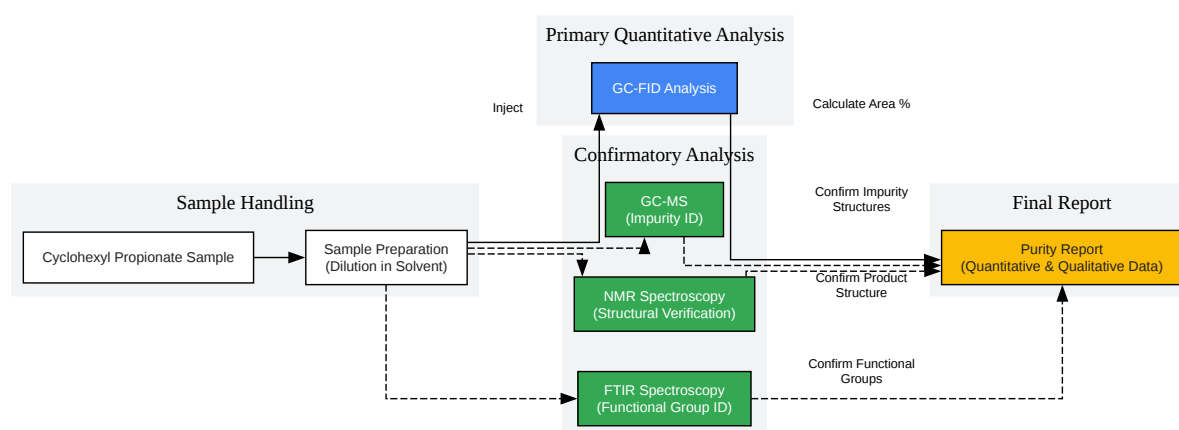 Primary Quantitative Analysis
GC-FID Analysis
Inject
Calculate Area %
Confirmatory Analysis
GC-MS
(Impurity ID)
Confirm Impurity
Structures
Sample Handling
Final Report
Cyclohexyl Propionate Sample
Sample Preparation
(Dilution in Solvent)
Purity Report
(Quantitative & Qualitative Data)
NMR Spectroscopy
(Structural Verification)
Confirm Product
Structure
FTIR Spectroscopy
(Functional Group ID)
Confirm Functional
Groups